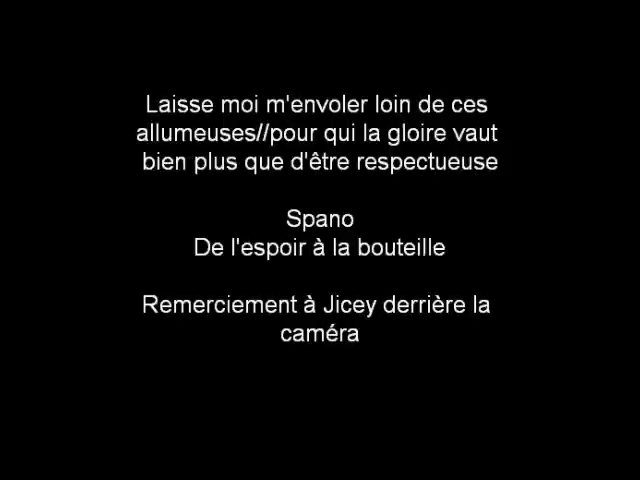 Laisse moi m'envoler loin de ces
allumeuses//pour qui la gloire vaut
bien plus que d'être respectueuse
Spano
De l'espoir à la bouteille
Remerciement à Jicey derrière la
caméra